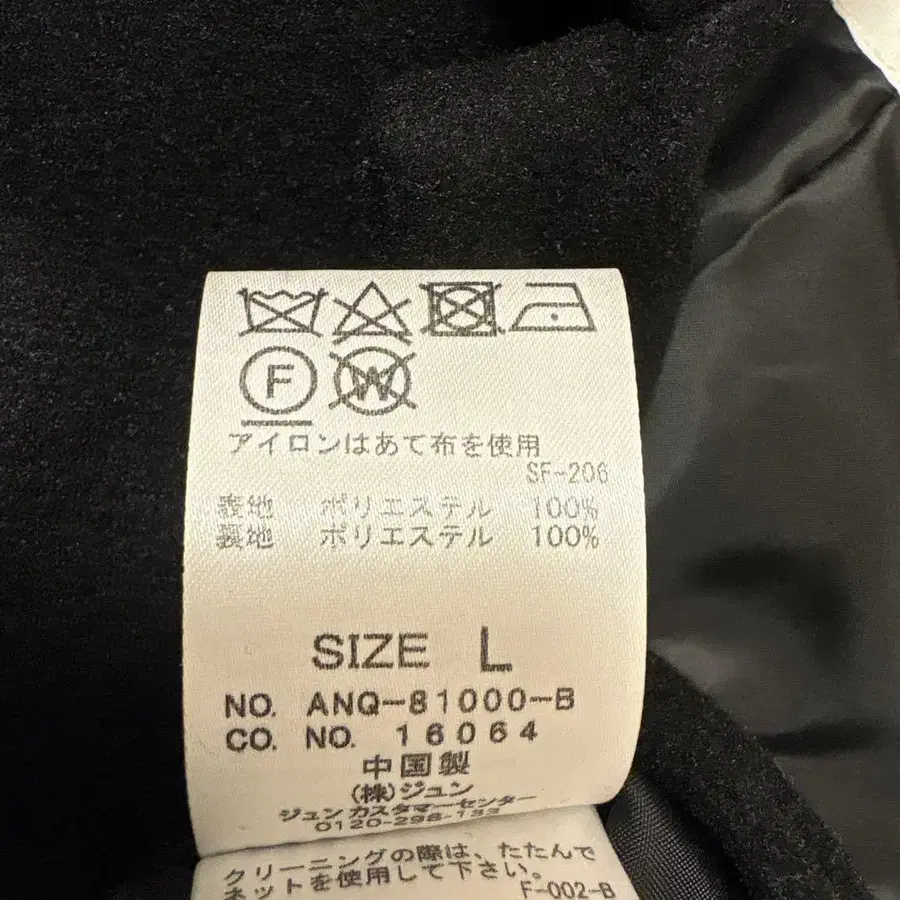 F W
アイロンはあて布を使用
SF-206
表地 ポリエステル 100%
裏地 ポリエステル 100%
SIZE L
NO. ANQ-81000-B
CO. NO. 16064
中国製
(株)ジュン
ジュン カスタマーセンター
0120-298-133
クリーニングの際は、たたんで
ネットを使用して下さい。
F-002-B